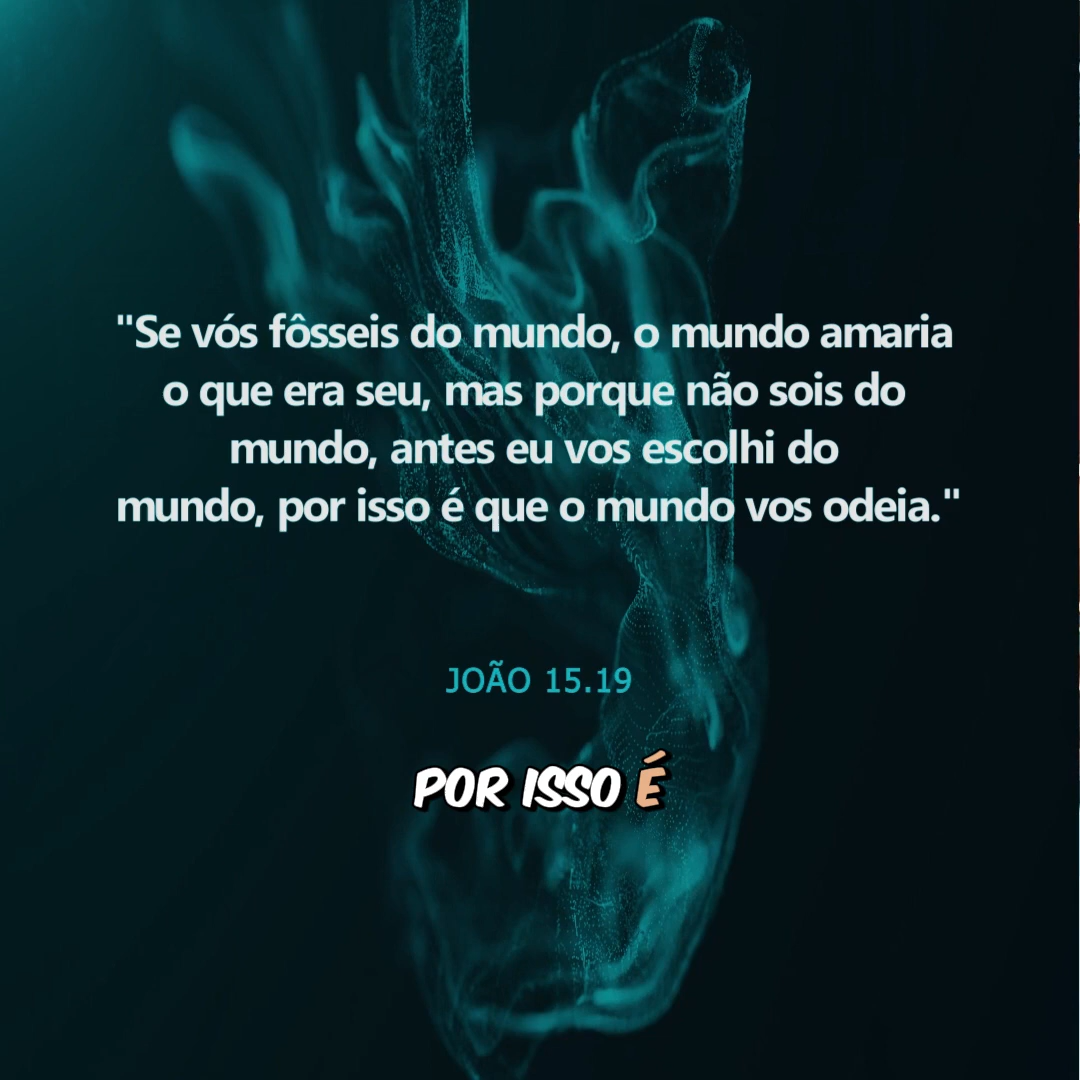 "Se vós fôsseis do mundo, o mundo amaria
o que era seu, mas porque não sois do
mundo, antes eu vos escolhi do
mundo, por isso é que o mundo vos odeia."
JOÃO 15.19
POR ISSO É